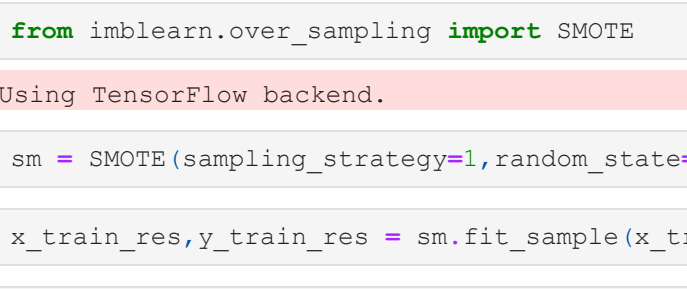 from imblearn.over_sampling import SMOTE
Using TensorFlow backend.
sm = SMOTE(sampling_strategy=1,random_state=
x_train_res,y_train_res = sm.fit_sample(x_t